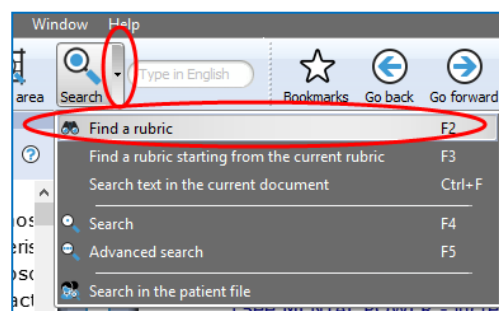 Window Help
Type in English
area Search Bookmarks Go back Go forward
Find a rubric F2
Find a rubric starting from the current rubric F3
Search text in the current document Ctrl+F
Search F4
Advanced search F5
Search in the patient file